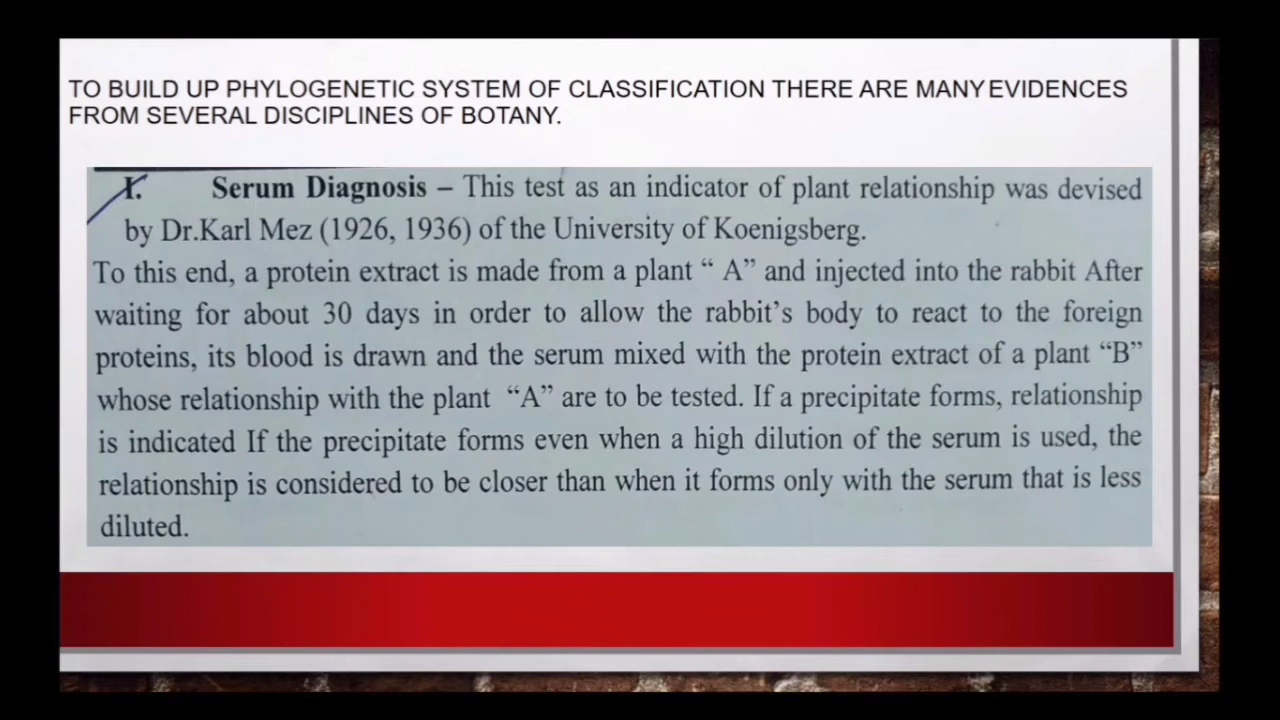 TO BUILD UP PHYLOGENETIC SYSTEM OF CLASSIFICATION THERE ARE MANY EVIDENCES
FROM SEVERAL DISCIPLINES OF BOTANY.
I. Serum Diagnosis – This test as an indicator of plant relationship was devised
by Dr.Karl Mez (1926, 1936) of the University of Koenigsberg.
To this end, a protein extract is made from a plant “ A” and injected into the rabbit After
waiting for about 30 days in order to allow the rabbit’s body to react to the foreign
proteins, its blood is drawn and the serum mixed with the protein extract of a plant “B”
whose relationship with the plant “A” are to be tested. If a precipitate forms, relationship
is indicated If the precipitate forms even when a high dilution of the serum is used, the
relationship is considered to be closer than when it forms only with the serum that is less
diluted.